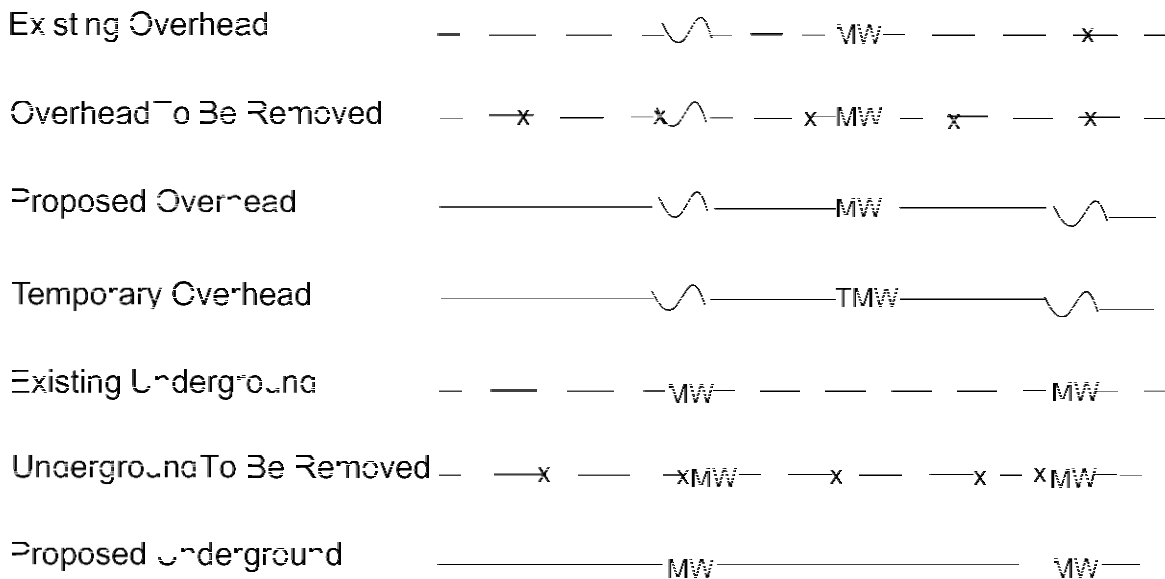 Existing Overhead MW x
Overhead To Be Removed x x x MW x x
Proposed Overhead MW
Temporary Overhead TMW
Existing Underground MW MW
Underground To Be Removed x x MW x x x MW
Proposed Underground MW MW